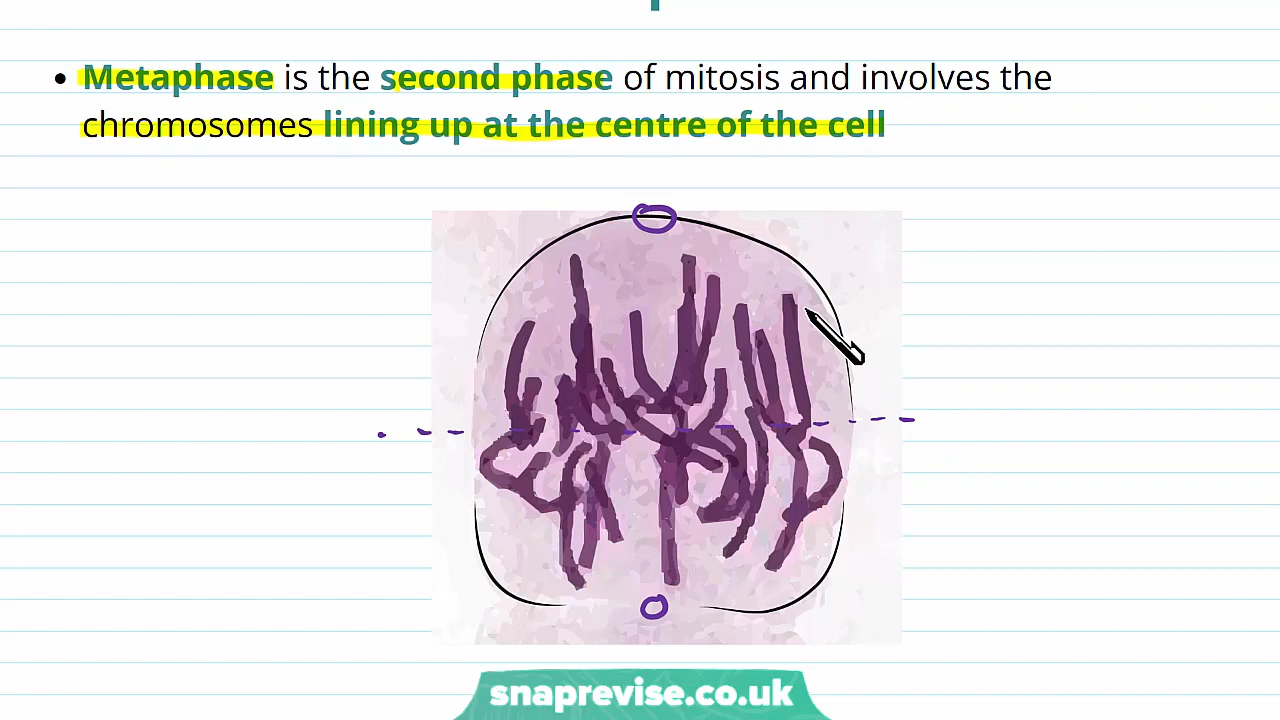 Metaphase is the second phase of mitosis and involves the
chromosomes lining up at the centre of the cell
snaprevise.co.uk